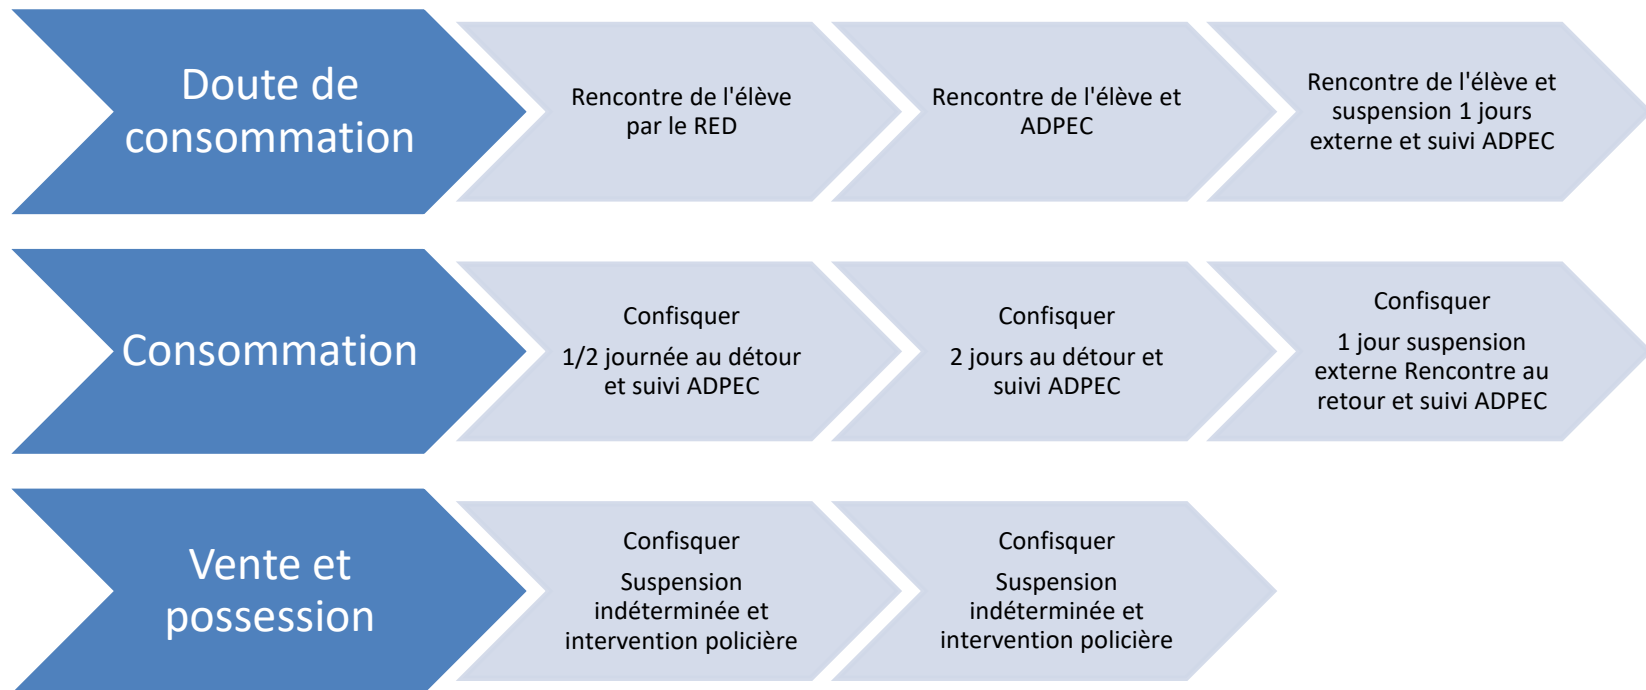 Doute de
consommation
Rencontre de l'élève
par le RED
Rencontre de l'élève et
ADPEC
Rencontre de l'élève et
suspension 1 jours
externe et suivi ADPEC
Consommation
Confisquer
1/2 journée au détour
et suivi ADPEC
Confisquer
2 jours au détour et
suivi ADPEC
Confisquer
1 jour suspension
externe Rencontre au
retour et suivi ADPEC
Vente et
possession
Confisquer
Suspension
indéterminée et
intervention policière
Confisquer
Suspension
indéterminée et
intervention policière